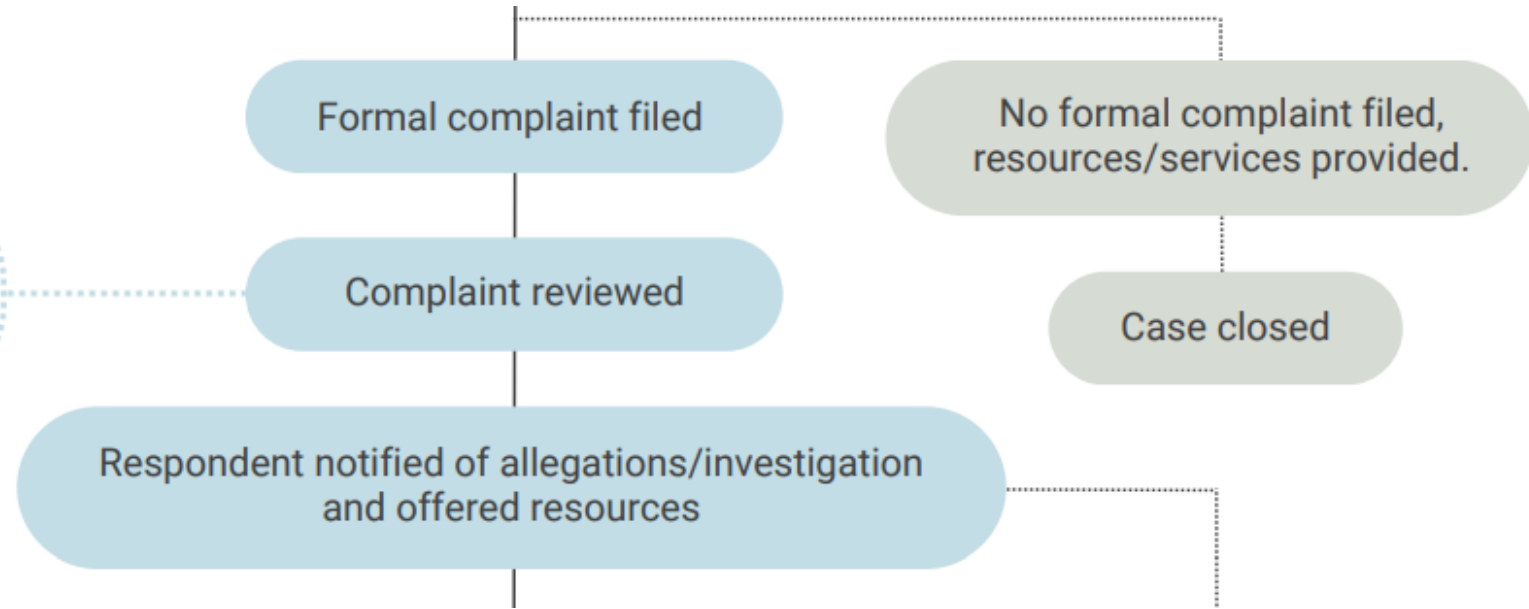 Formal complaint filed
No formal complaint filed,
resources/services provided.
Complaint reviewed
Case closed
Respondent notified of allegations/investigation
and offered resources